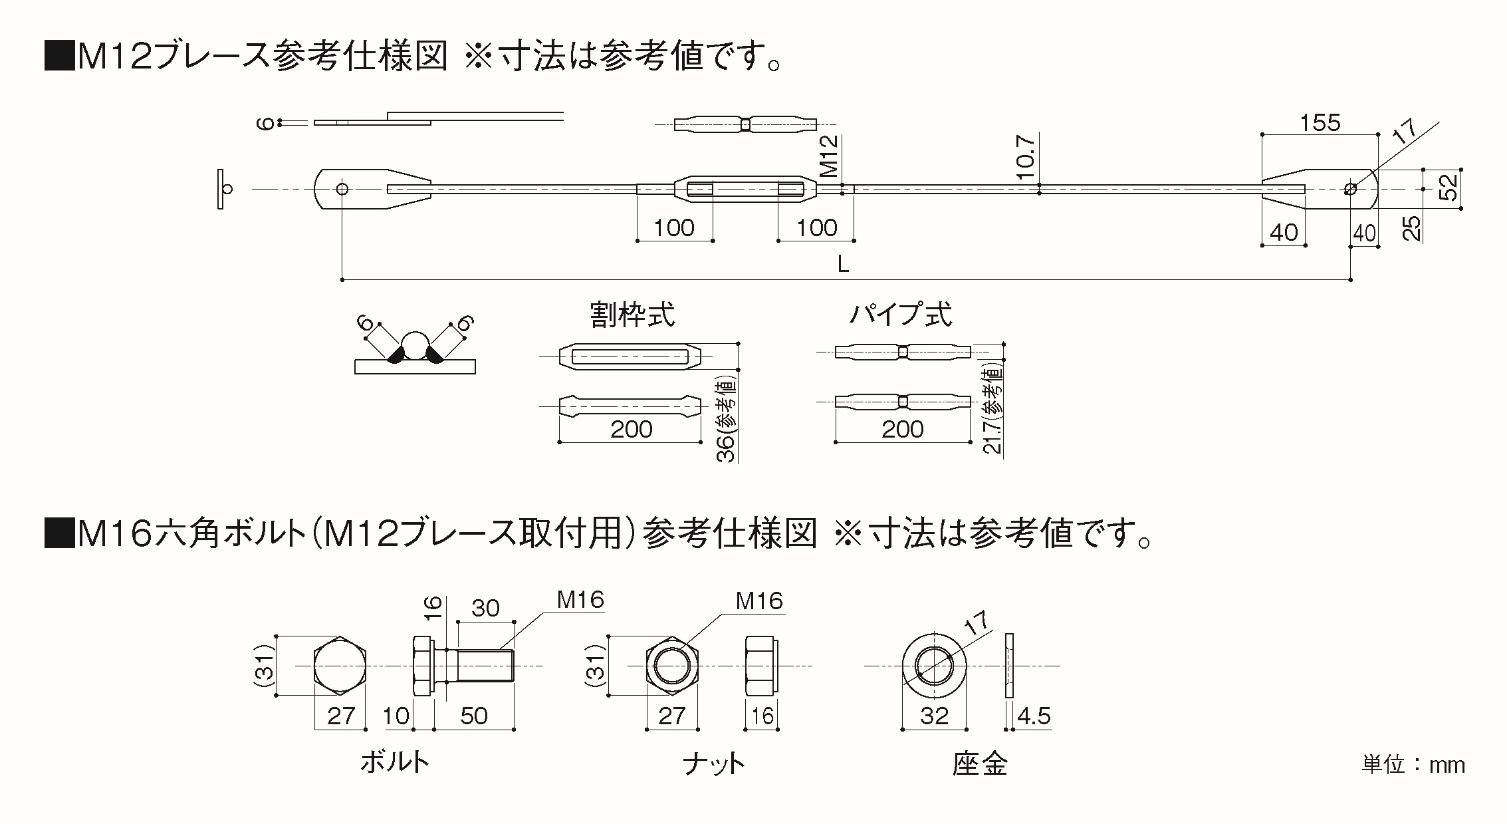 ■M12ブレース参考仕様図 ※寸法は参考値です。
6
M12
10.7
155
17
52
25
100
100
40
40
L
6
6
割枠式
パイプ式
36(参考値)
21.7(参考値)
200
200
■M16六角ボルト(M12ブレース取付用)参考仕様図 ※寸法は参考値です。
(31)
27
16
30
M16
10
50
ボルト
(31)
M16
27
16
ナット
17
32
4.5
座金
単位：mm